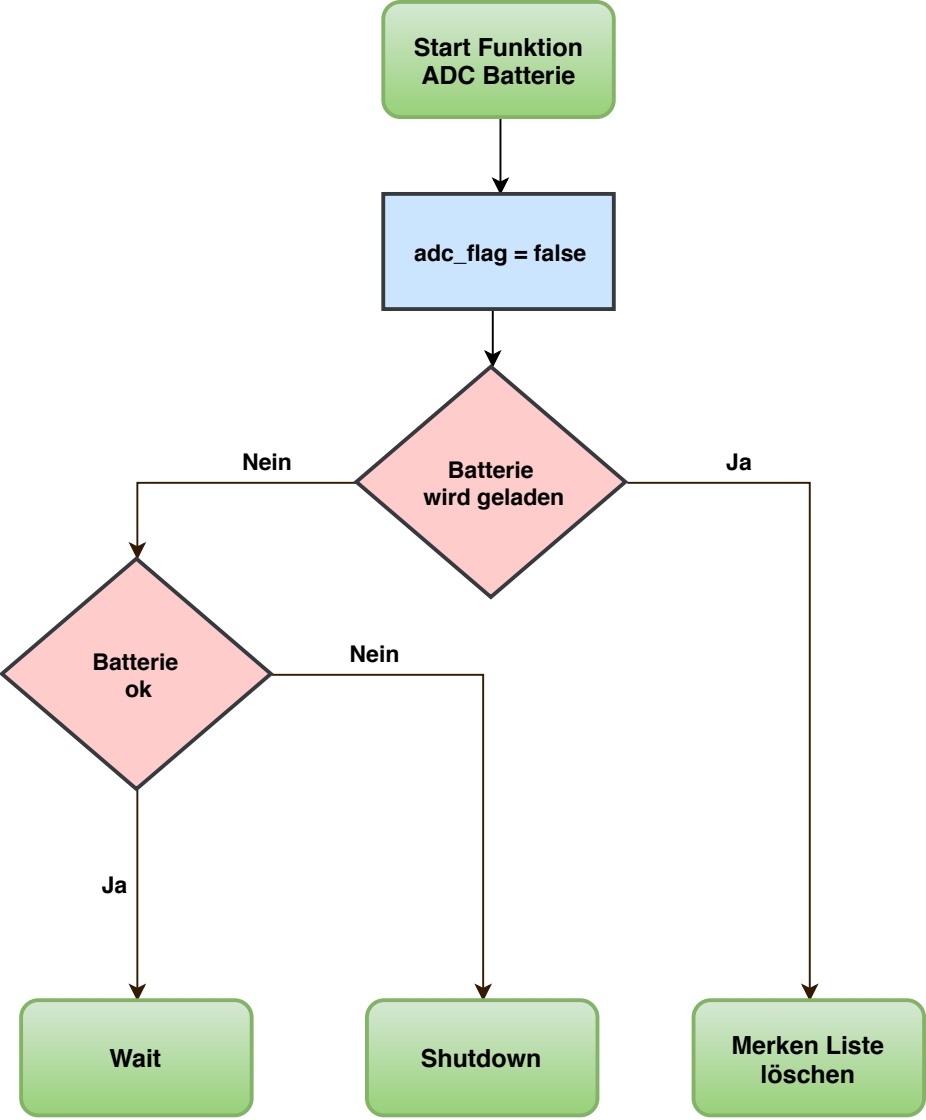 Start Funktion
ADC Batterie
adc_flag = false
Batterie
wird geladen
Nein
Ja
Batterie
ok
Nein
Ja
Wait
Shutdown
Merken Liste
löschen